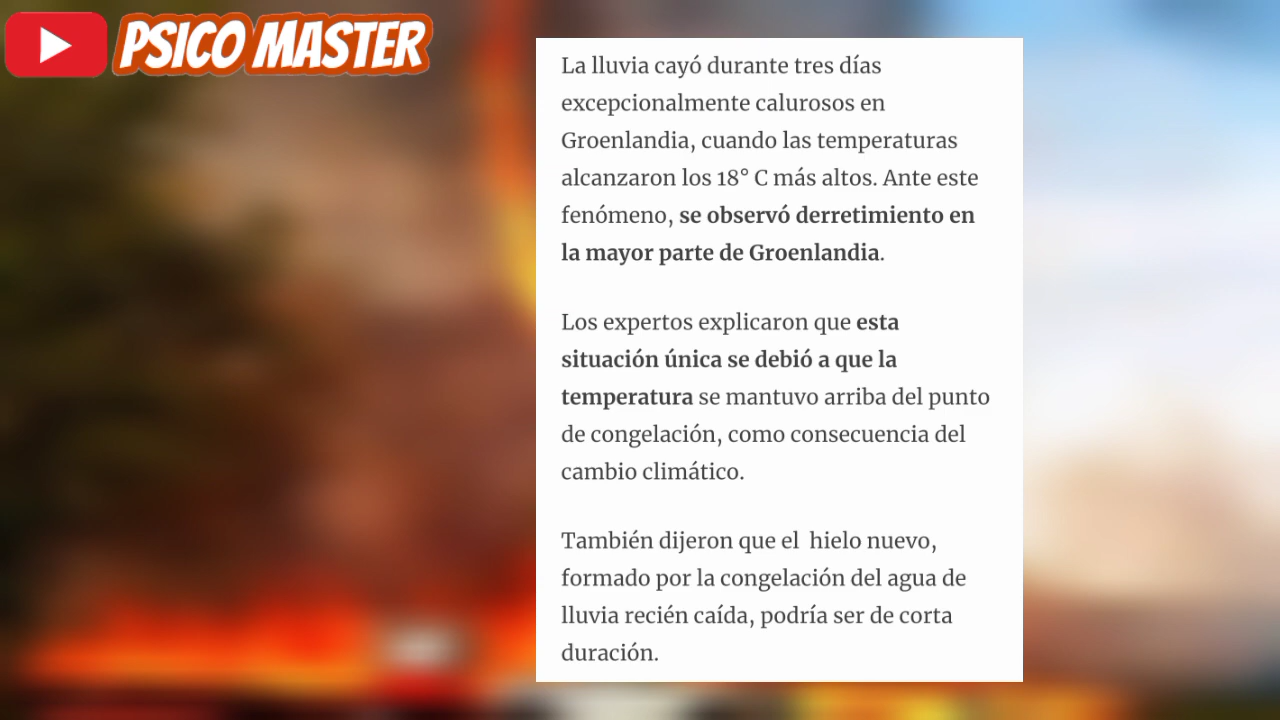 PSICO MASTER
La lluvia cayó durante tres días
excepcionalmente calurosos en
Groenlandia, cuando las temperaturas
alcanzaron los 18° C más altos. Ante este
fenómeno, se observó derretimiento en
la mayor parte de Groenlandia.
Los expertos explicaron que esta
situación única se debió a que la
temperatura se mantuvo arriba del punto
de congelación, como consecuencia del
cambio climático.
También dijeron que el  hielo nuevo,
formado por la congelación del agua de
lluvia recién caída, podría ser de corta
duración.